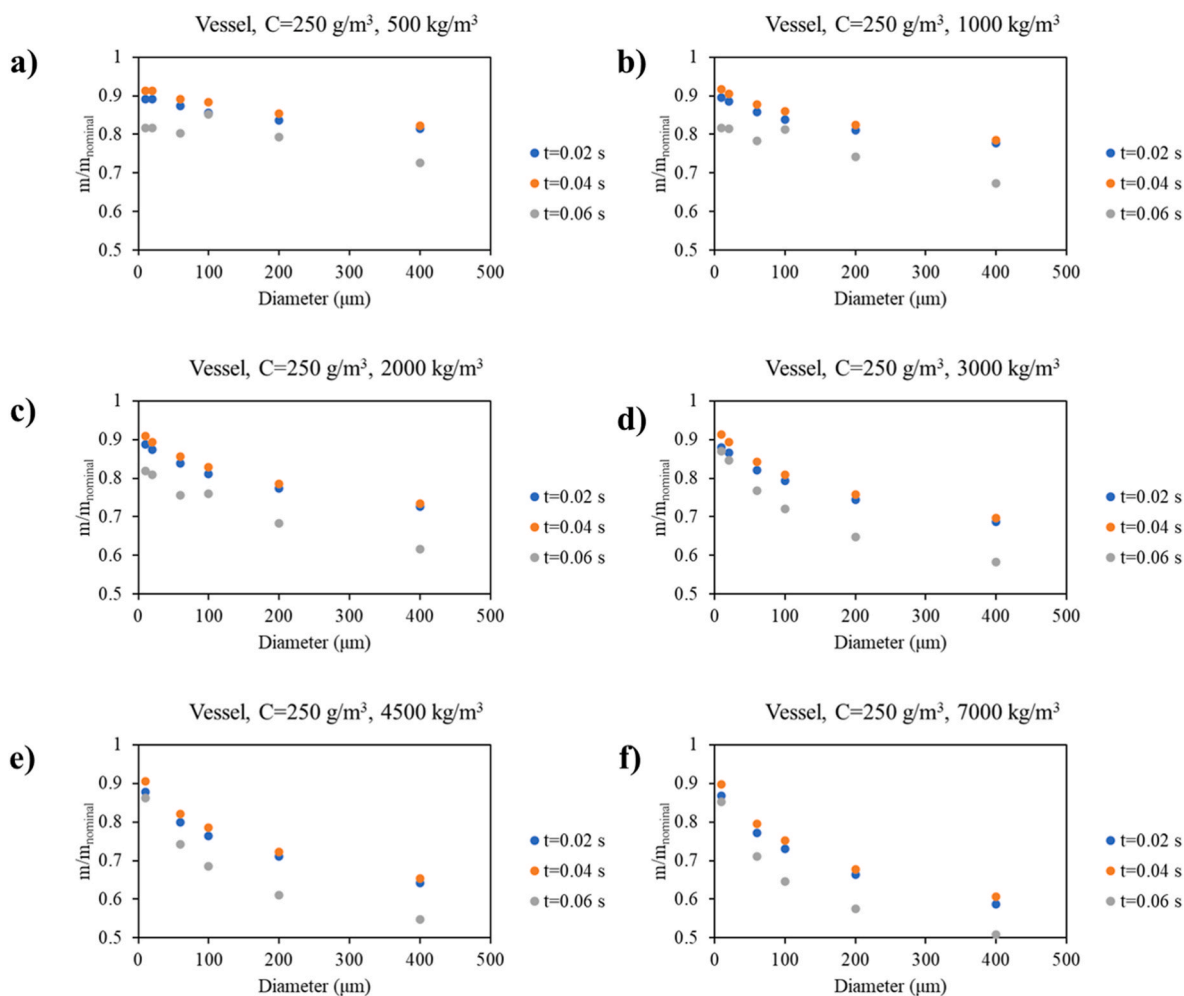 Vessel, C=250 g/m³, 500 kg/m³
a)
1
0.9
0.8
0.7
0.6
0.5
m/m_nominal
0 100 200 300 400 500
Diameter (μm)
t=0.02 s
t=0.04 s
t=0.06 s
Vessel, C=250 g/m³, 1000 kg/m³
b)
1
0.9
0.8
0.7
0.6
0.5
m/m_nominal
0 100 200 300 400 500
Diameter (μm)
t=0.02 s
t=0.04 s
t=0.06 s
Vessel, C=250 g/m³, 2000 kg/m³
c)
1
0.9
0.8
0.7
0.6
0.5
m/m_nominal
0 100 200 300 400 500
Diameter (μm)
t=0.02 s
t=0.04 s
t=0.06 s
Vessel, C=250 g/m³, 3000 kg/m³
d)
1
0.9
0.8
0.7
0.6
0.5
m/m_nominal
0 100 200 300 400 500
Diameter (μm)
t=0.02 s
t=0.04 s
t=0.06 s
Vessel, C=250 g/m³, 4500 kg/m³
e)
1
0.9
0.8
0.7
0.6
0.5
m/m_nominal
0 100 200 300 400 500
Diameter (μm)
t=0.02 s
t=0.04 s
t=0.06 s
Vessel, C=250 g/m³, 7000 kg/m³
f)
1
0.9
0.8
0.7
0.6
0.5
m/m_nominal
0 100 200 300 400 500
Diameter (μm)
t=0.02 s
t=0.04 s
t=0.06 s